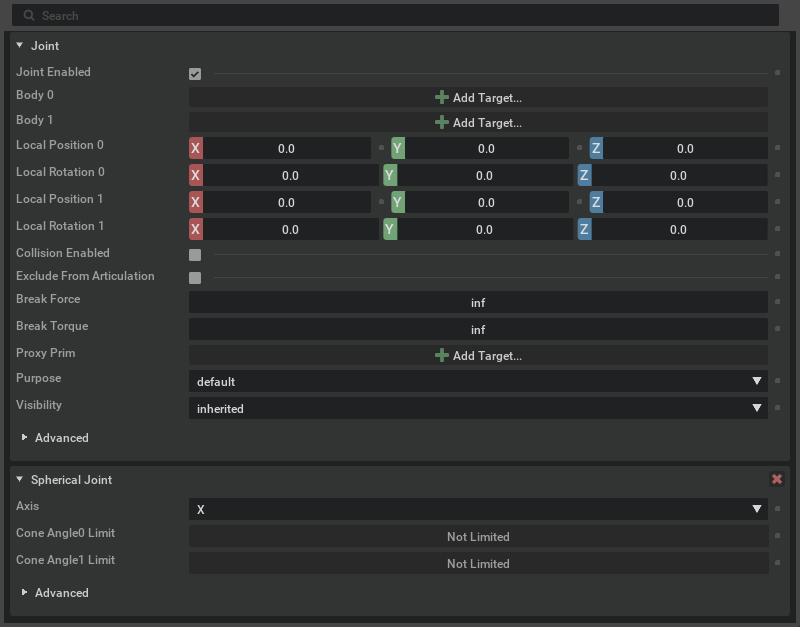 Search
Joint
Joint Enabled
Body 0 Add Target...
Body 1 Add Target...
Local Position 0 X 0.0 Y 0.0 Z 0.0
Local Rotation 0 X 0.0 Y 0.0 Z 0.0
Local Position 1 X 0.0 Y 0.0 Z 0.0
Local Rotation 1 X 0.0 Y 0.0 Z 0.0
Collision Enabled
Exclude From Articulation
Break Force inf
Break Torque inf
Proxy Prim Add Target...
Purpose default
Visibility inherited
Advanced
Spherical Joint
Axis X
Cone Angle0 Limit Not Limited
Cone Angle1 Limit Not Limited
Advanced